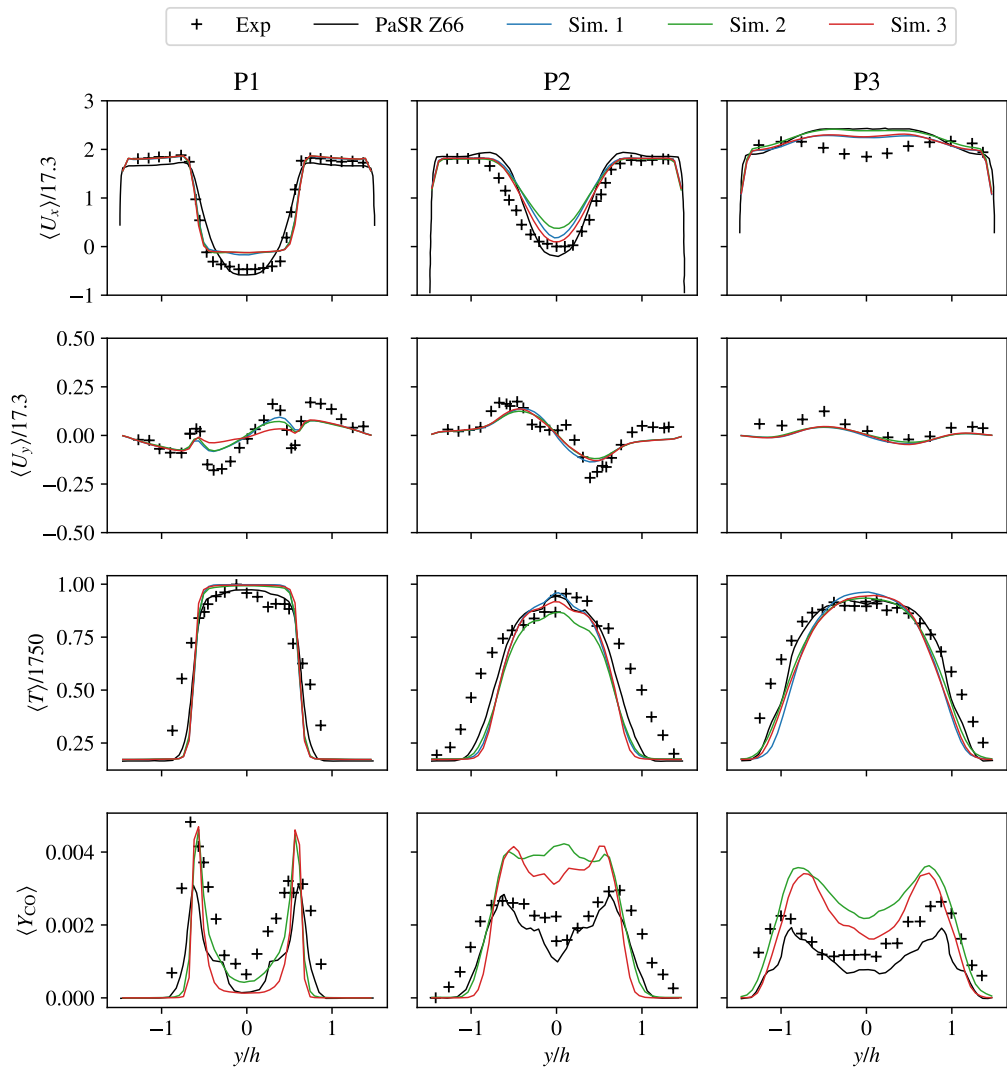 Exp PaSR Z66 Sim. 1 Sim. 2 Sim. 3
P1 P2 P3
⟨Uₓ⟩/17.3
3
2
1
0
−1
⟨U_y⟩/17.3
0.50
0.25
0.00
−0.25
−0.50
⟨T⟩/1750
1.00
0.75
0.50
0.25
⟨Y_CO⟩
0.004
0.002
0.000
−1 0 1 −1 0 1 −1 0 1
y/h y/h y/h